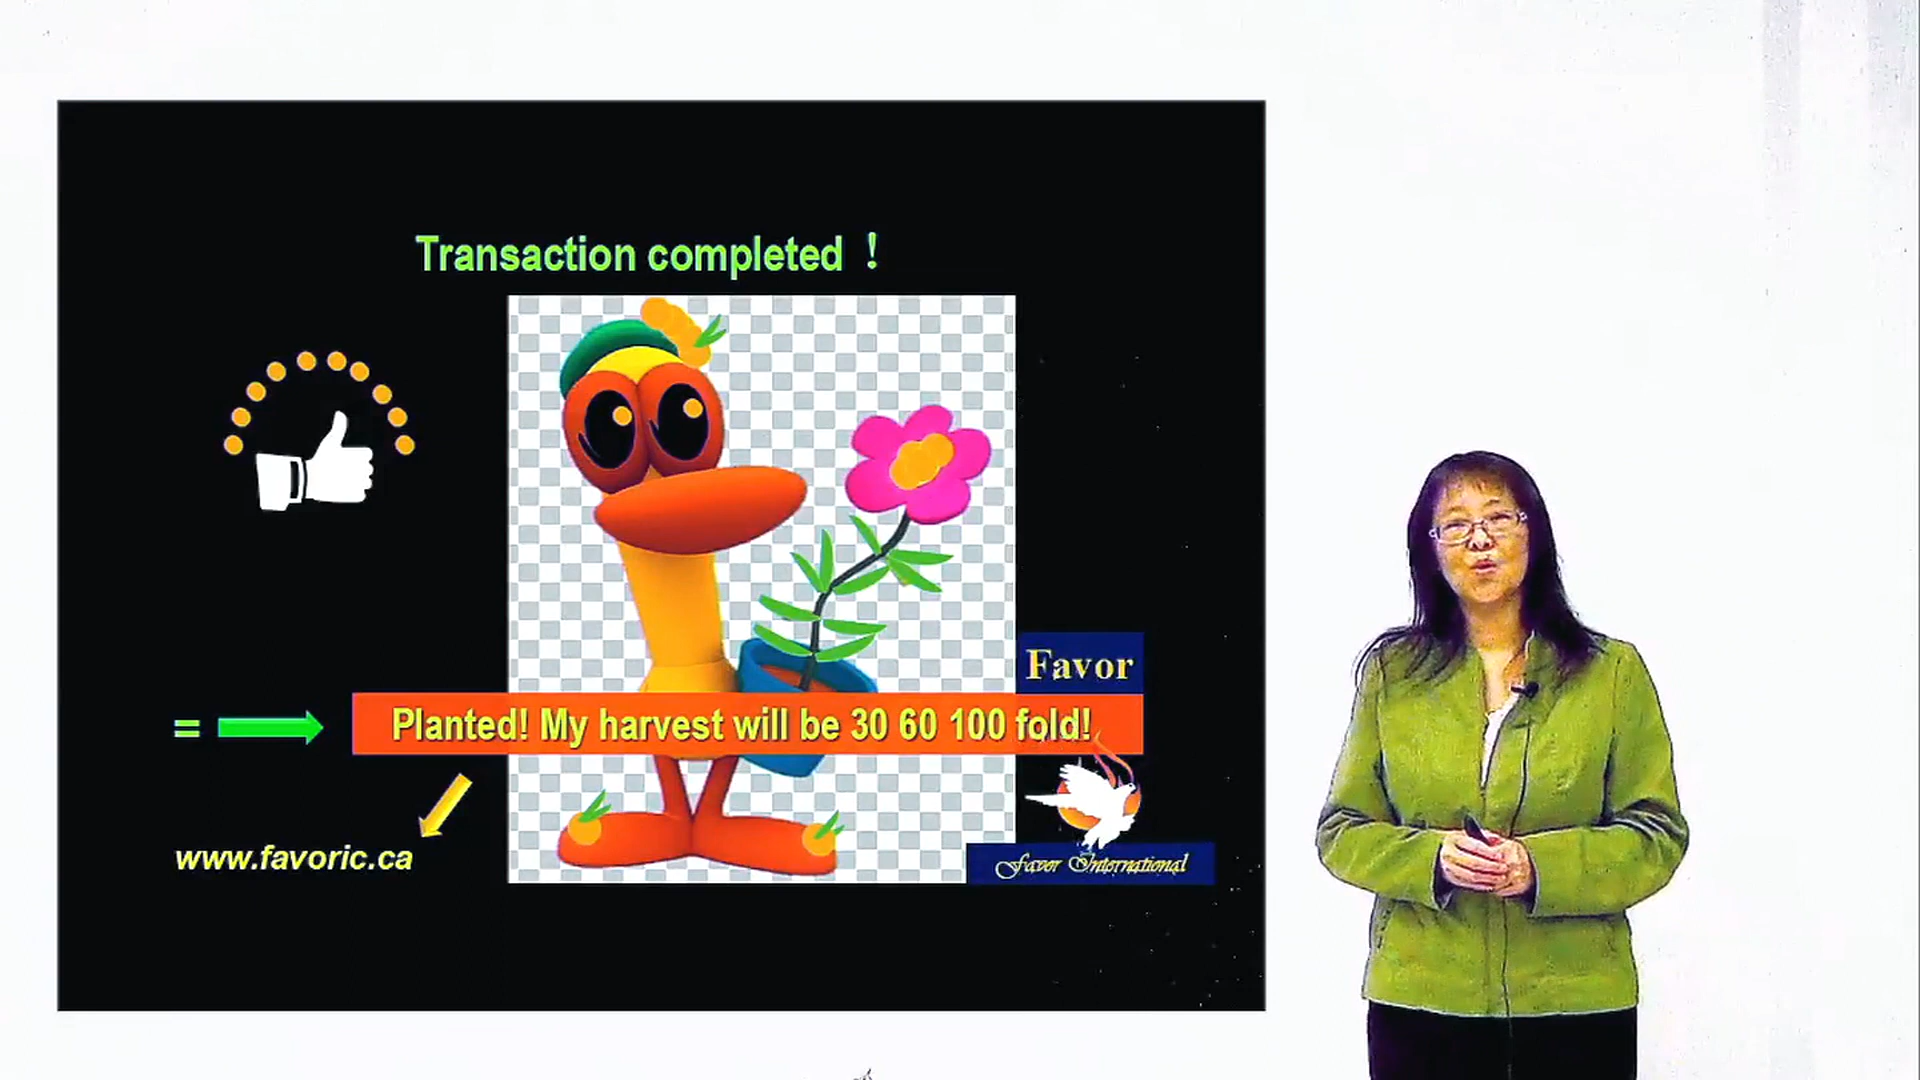 Transaction completed !
Favor
= Planted! My harvest will be 30 60 100 fold!
www.favoric.ca
Favor International